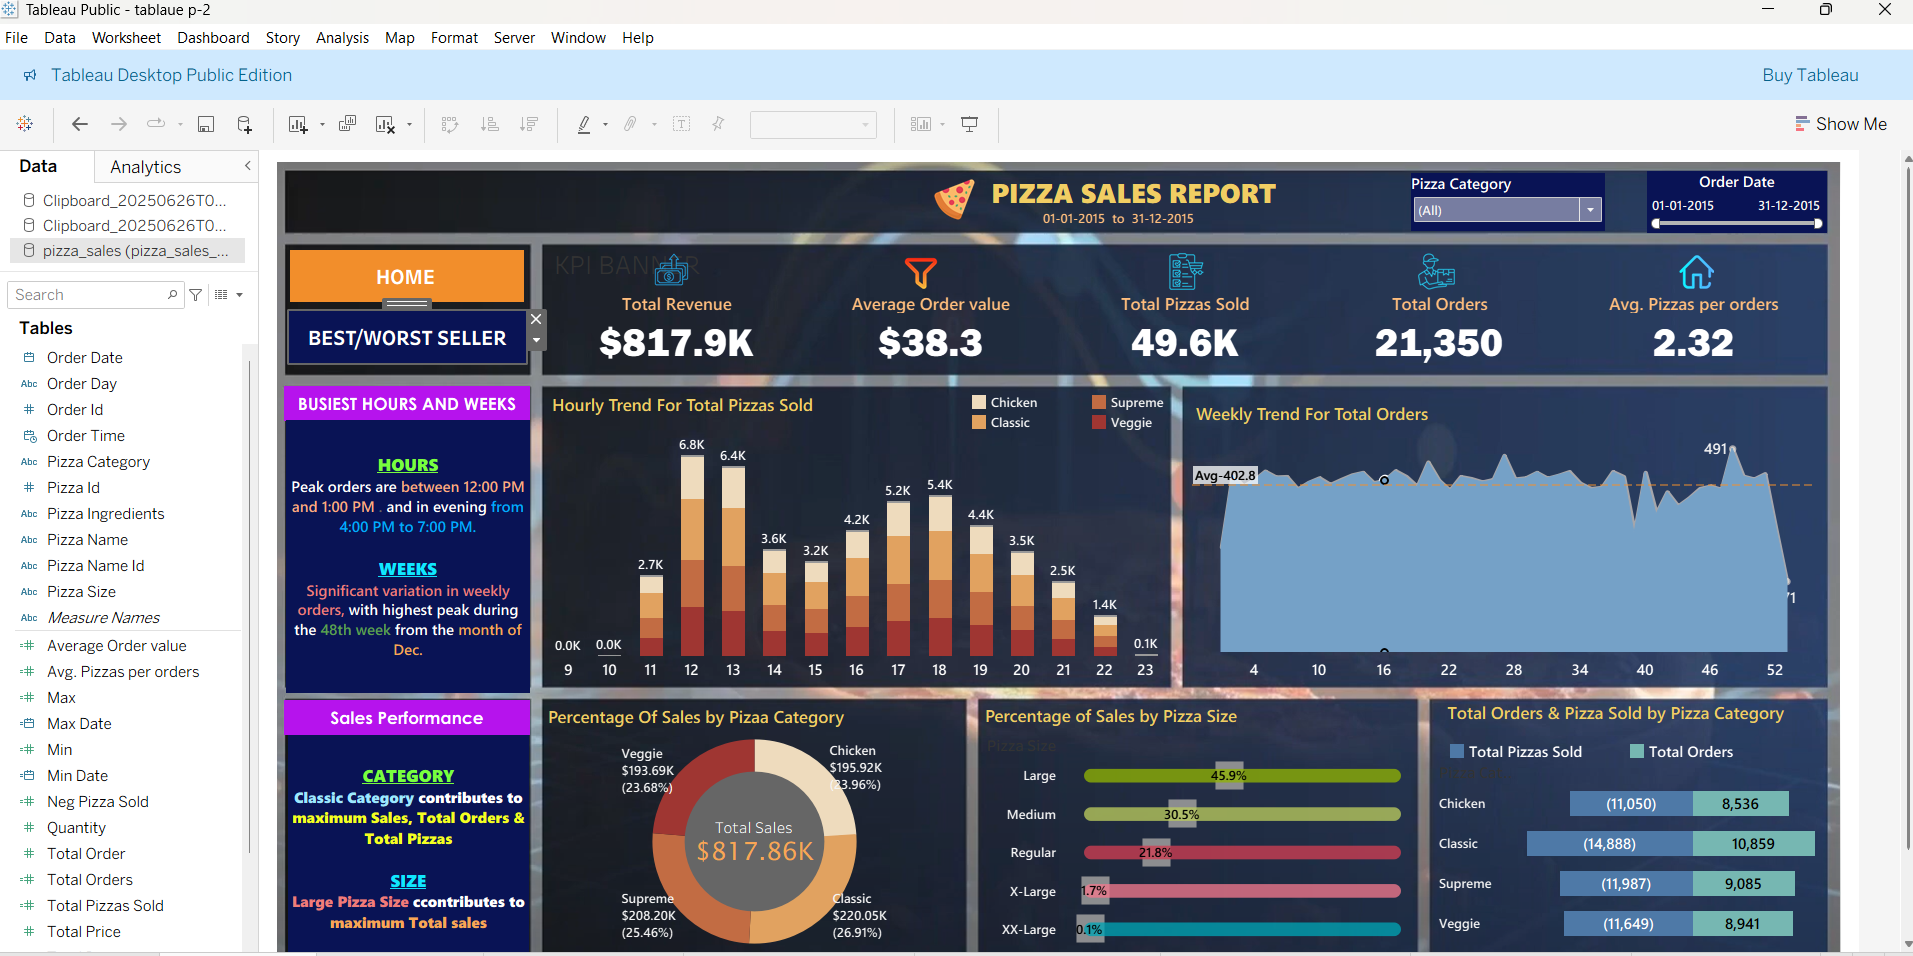 Tableau Public - tablaue p-2
File Data Worksheet Dashboard Story Analysis Map Format Server Window Help
Tableau Desktop Public Edition
Buy Tableau
Show Me
Data
Analytics
Clipboard_20250626T0...
Clipboard_20250626T0...
pizza_sales (pizza_sales_...
Search
Tables
Order Date
Abc Order Day
Order Id
Order Time
Abc Pizza Category
Pizza Id
Abc Pizza Ingredients
Abc Pizza Name
Abc Pizza Name Id
Abc Pizza Size
Abc Measure Names
Average Order value
Avg. Pizzas per orders
Max
Max Date
Min
Min Date
Neg Pizza Sold
Quantity
Total Order
Total Orders
Total Pizzas Sold
Total Price
PIZZA SALES REPORT
01-01-2015 to 31-12-2015
Pizza Category
(All)
Order Date
01-01-2015 31-12-2015
HOME
BEST/WORST SELLER
KPI BANNER
Total Revenue
$817.9K
Average Order value
$38.3
Total Pizzas Sold
49.6K
Total Orders
21,350
Avg. Pizzas per orders
2.32
BUSIEST HOURS AND WEEKS
HOURS
Peak orders are between 12:00 PM
and 1:00 PM . and in evening from
4:00 PM to 7:00 PM.
WEEKS
Significant variation in weekly
orders, with highest peak during
the 48th week from the month of
Dec.
Hourly Trend For Total Pizzas Sold
Chicken
Supreme
Classic
Veggie
0.0K 0.0K 2.7K 6.8K 6.4K 3.6K 3.2K 4.2K 5.2K 5.4K 4.4K 3.5K 2.5K 1.4K 0.1K
9 10 11 12 13 14 15 16 17 18 19 20 21 22 23
Weekly Trend For Total Orders
491
Avg-402.8
71
4 10 16 22 28 34 40 46 52
Sales Performance
CATEGORY
Classic Category contributes to
maximum Sales, Total Orders &
Total Pizzas
SIZE
Large Pizza Size ccontributes to
maximum Total sales
Percentage Of Sales by Pizaa Category
Veggie
$193.69K
(23.68%)
Chicken
$195.92K
(23.96%)
Total Sales
$817.86K
Supreme
$208.20K
(25.46%)
Classic
$220.05K
(26.91%)
Percentage of Sales by Pizza Size
Pizza Size
Large 45.9%
Medium 30.5%
Regular 21.8%
X-Large 1.7%
XX-Large 0.1%
Total Orders & Pizza Sold by Pizza Category
Total Pizzas Sold
Total Orders
Chicken (11,050) 8,536
Classic (14,888) 10,859
Supreme (11,987) 9,085
Veggie (11,649) 8,941